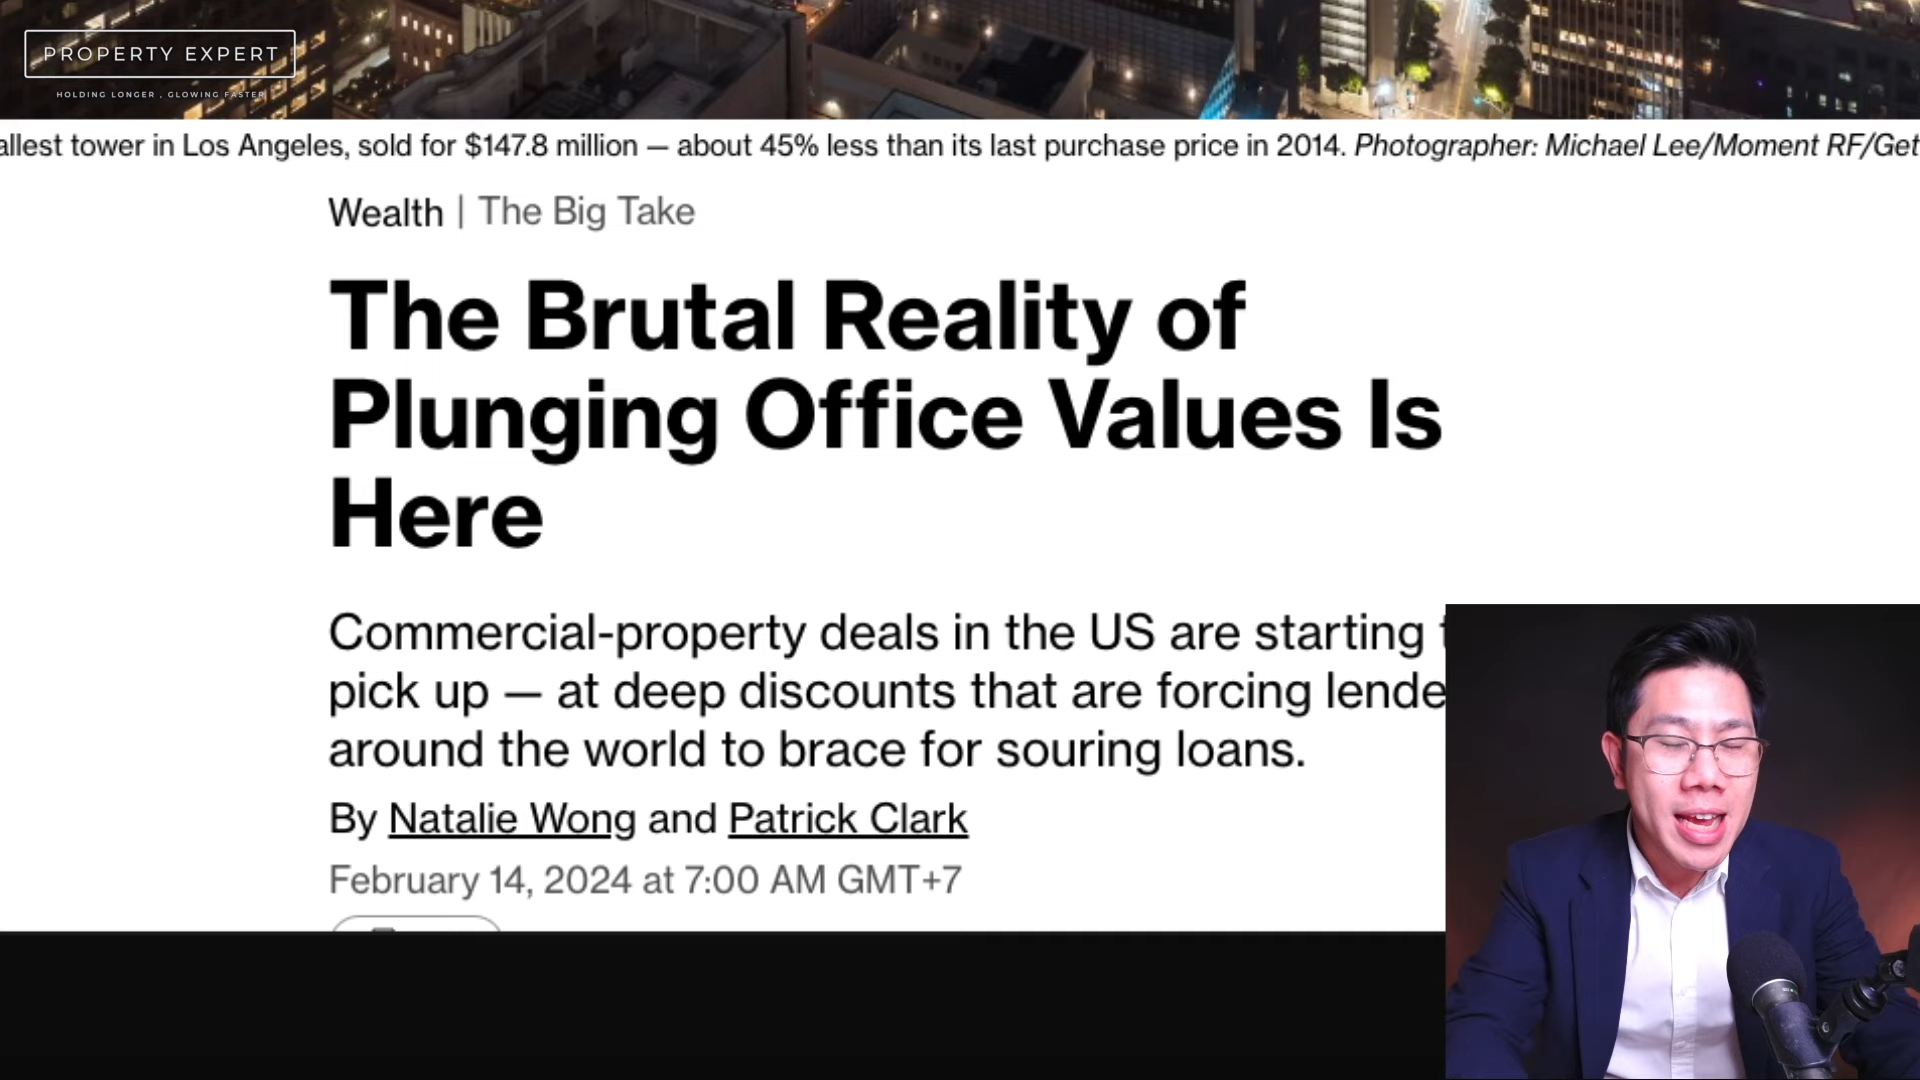 PROPERTY EXPERT
HOLDING LONGER , GLOWING FASTER
allest tower in Los Angeles, sold for $147.8 million — about 45% less than its last purchase price in 2014. Photographer: Michael Lee/Moment RF/Get
Wealth | The Big Take
The Brutal Reality of
Plunging Office Values Is
Here
Commercial-property deals in the US are starting
pick up — at deep discounts that are forcing lende
around the world to brace for souring loans.
By Natalie Wong and Patrick Clark
February 14, 2024 at 7:00 AM GMT+7